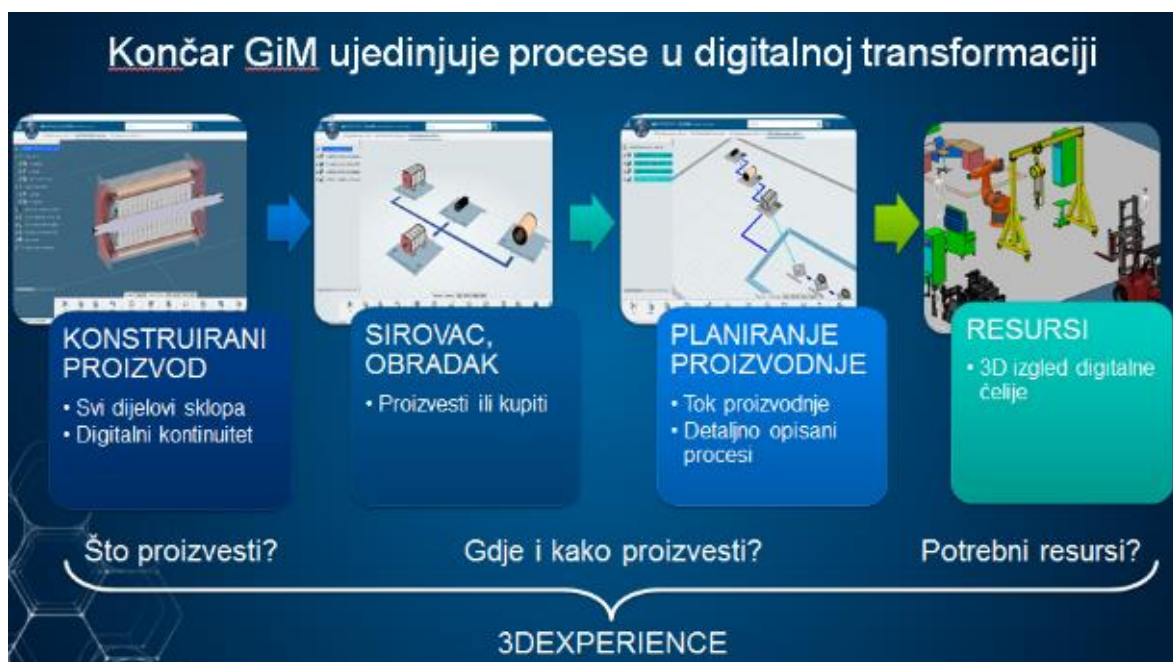 Končar GiM ujedinjuje procese u digitalnoj transformaciji
KONSTRUIRANI
PROIZVOD
• Svi dijelovi sklopa
• Digitalni kontinuitet
SIROVAC,
OBRADAK
• Proizvesti ili kupiti
PLANIRANJE
PROIZVODNJE
• Tok proizvodnje
• Detaljno opisani
procesi
RESURSI
• 3D izgled digitalne
ćelije
Što proizvesti?
Gdje i kako proizvesti?
Potrebni resursi?
3DEXPERIENCE